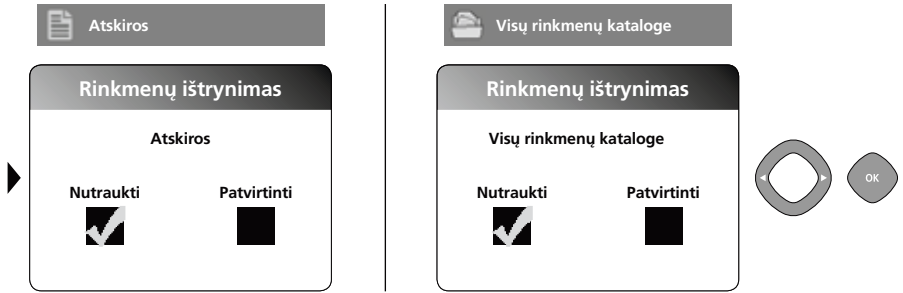 Atskiros
Rinkmenų ištrynimas
Atskiros
Nutraukti Patvirtinti
Visų rinkmenų kataloge
Rinkmenų ištrynimas
Visų rinkmenų kataloge
Nutraukti Patvirtinti
OK